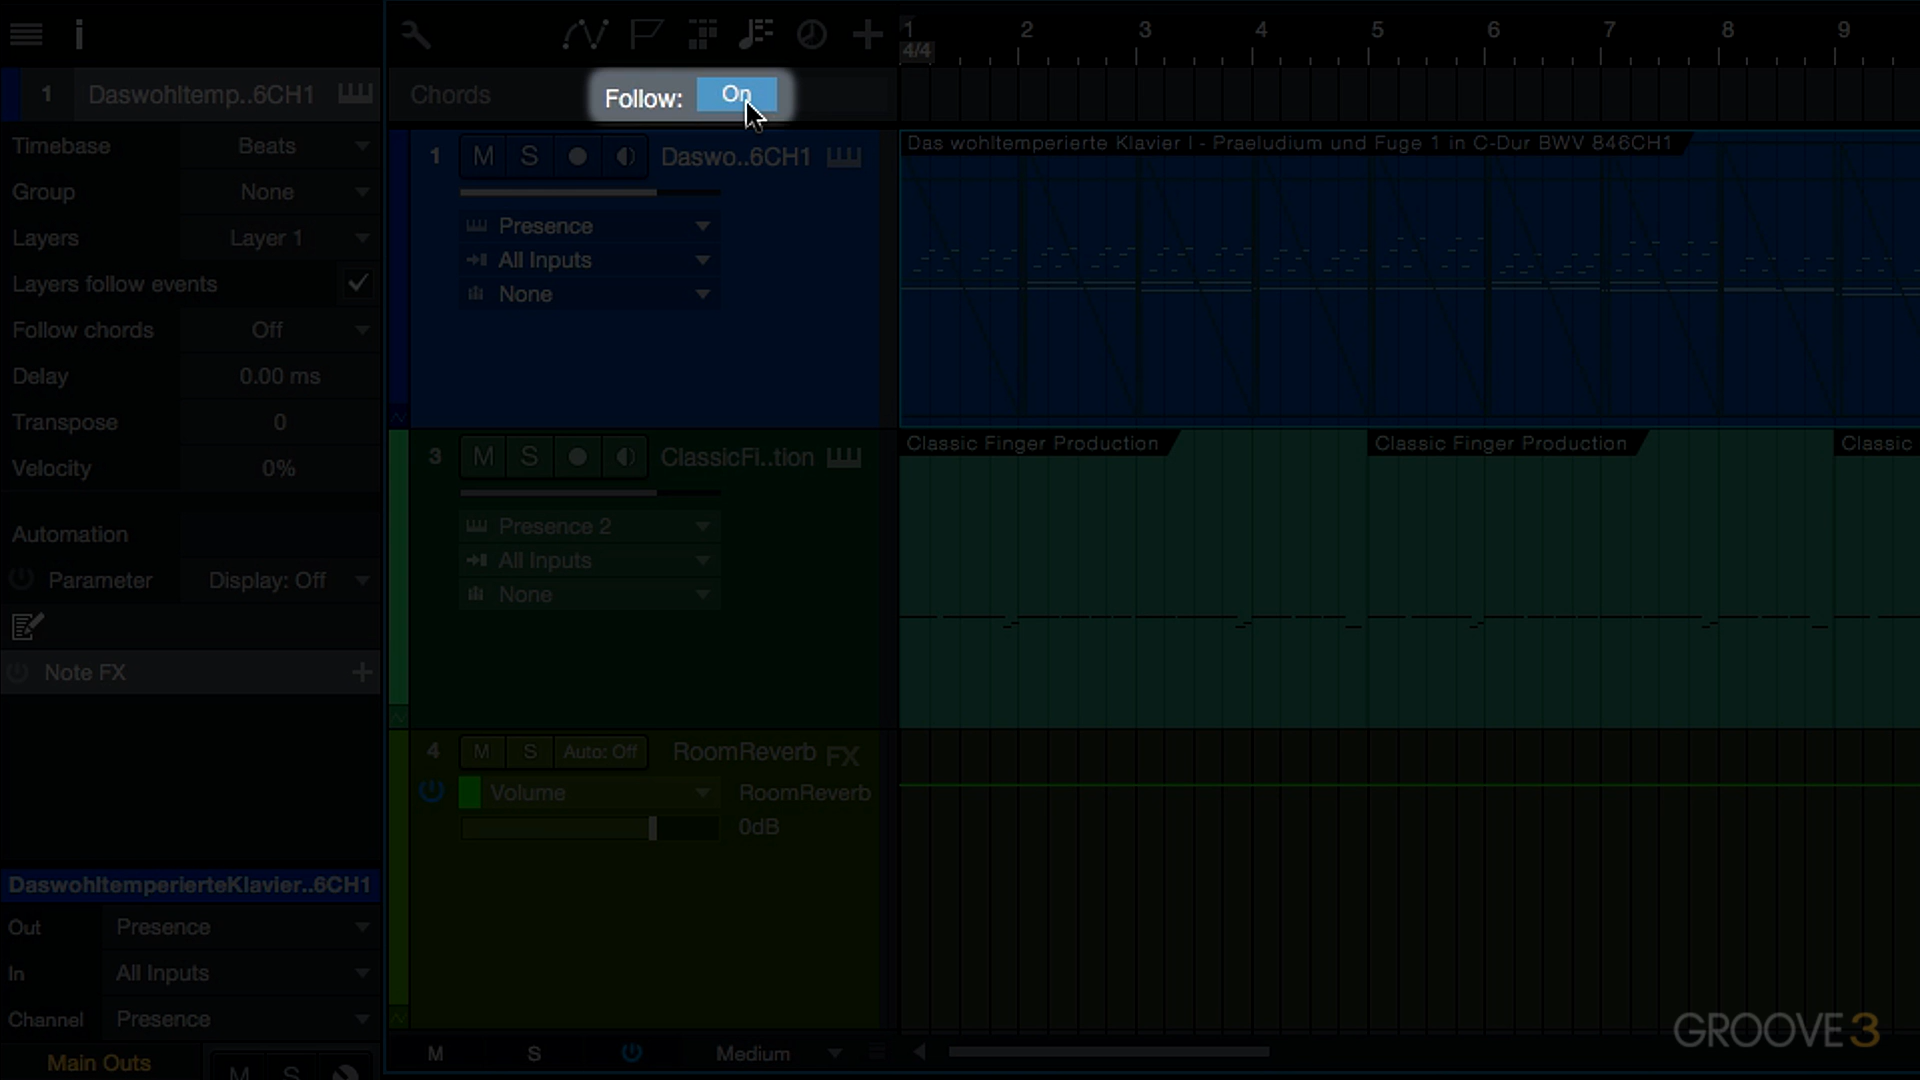 i
1 2 3 4 5 6 7 8 9
4/4
1 Daswohltemp..6CH1
Chords
Follow: On
Timebase Beats
Group None
Layers Layer 1
Layers follow events
Follow chords Off
Delay 0.00 ms
Transpose 0
Velocity 0%
Automation
Parameter Display: Off
Note FX
1 M S Daswo..6CH1
Presence
All Inputs
None
Das wohltemperierte Klavier I - Praeludium und Fuge 1 in C-Dur BWV 846CH1
3 M S ClassicFi..tion
Presence 2
All Inputs
None
Classic Finger Production
Classic Finger Production
Classic
4 M S Auto: Off RoomReverb FX
Volume RoomReverb
0dB
DaswohltemperierteKlavier..6CH1
Out Presence
In All Inputs
Channel Presence
Main Outs M S
M S Medium
GROOVE 3